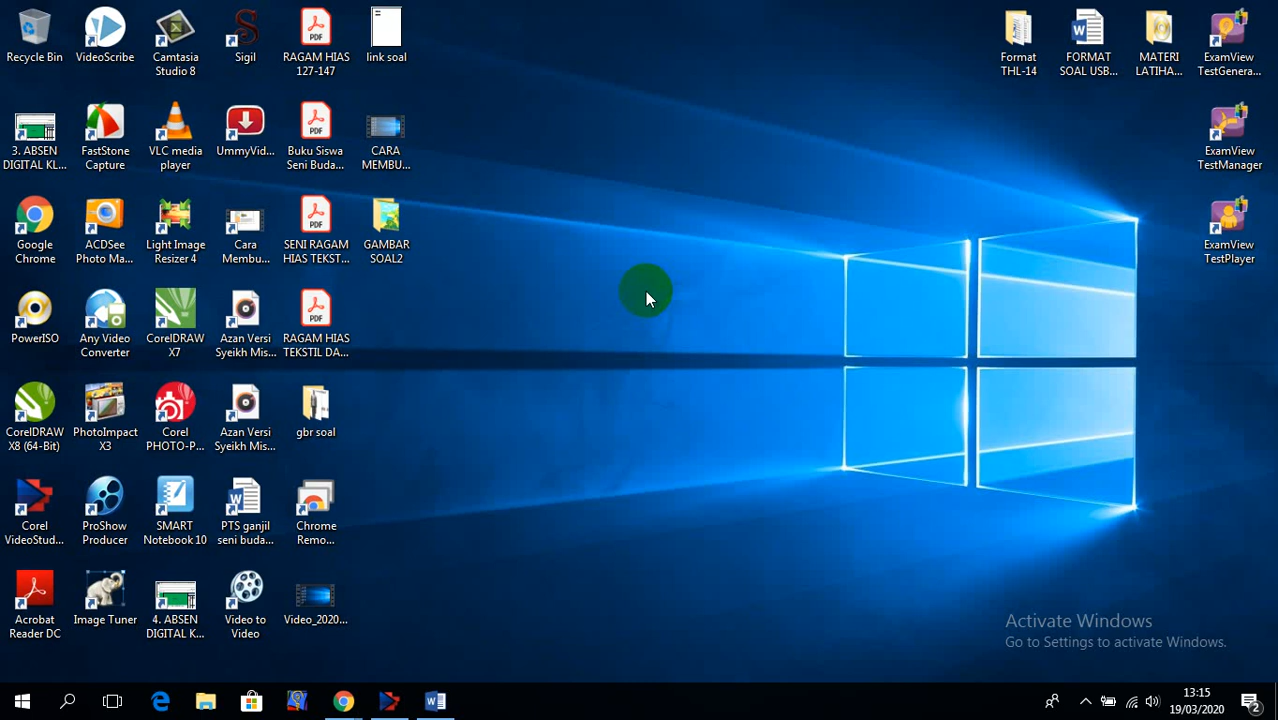 Recycle Bin
VideoScribe
Camtasia
Studio 8
Sigil
RAGAM HIAS
127-147
link soal
Format
THL-14
FORMAT
SOAL USB...
MATERI
LATIHA...
ExamView
TestGenera...
3. ABSEN
DIGITAL KL...
FastStone
Capture
VLC media
player
UmmyVid...
Buku Siswa
Seni Buda...
CARA
MEMBU...
ExamView
TestManager
Google
Chrome
ACDSee
Photo Ma...
Light Image
Resizer 4
Cara
Membu...
SENI RAGAM
HIAS TEKST...
GAMBAR
SOAL2
ExamView
TestPlayer
PowerISO
Any Video
Converter
CorelDRAW
X7
Azan Versi
Syeikh Mis...
RAGAM HIAS
TEKSTIL DA...
CorelDRAW
X8 (64-Bit)
PhotoImpact
X3
Corel
PHOTO-P...
Azan Versi
Syeikh Mis...
gbr soal
Corel
VideoStud...
ProShow
Producer
SMART
Notebook 10
PTS ganjil
seni buda...
Chrome
Remo...
Acrobat
Reader DC
Image Tuner
4. ABSEN
DIGITAL K...
Video to
Video
Video_2020...
Activate Windows
Go to Settings to activate Windows.
13:15
19/03/2020
2